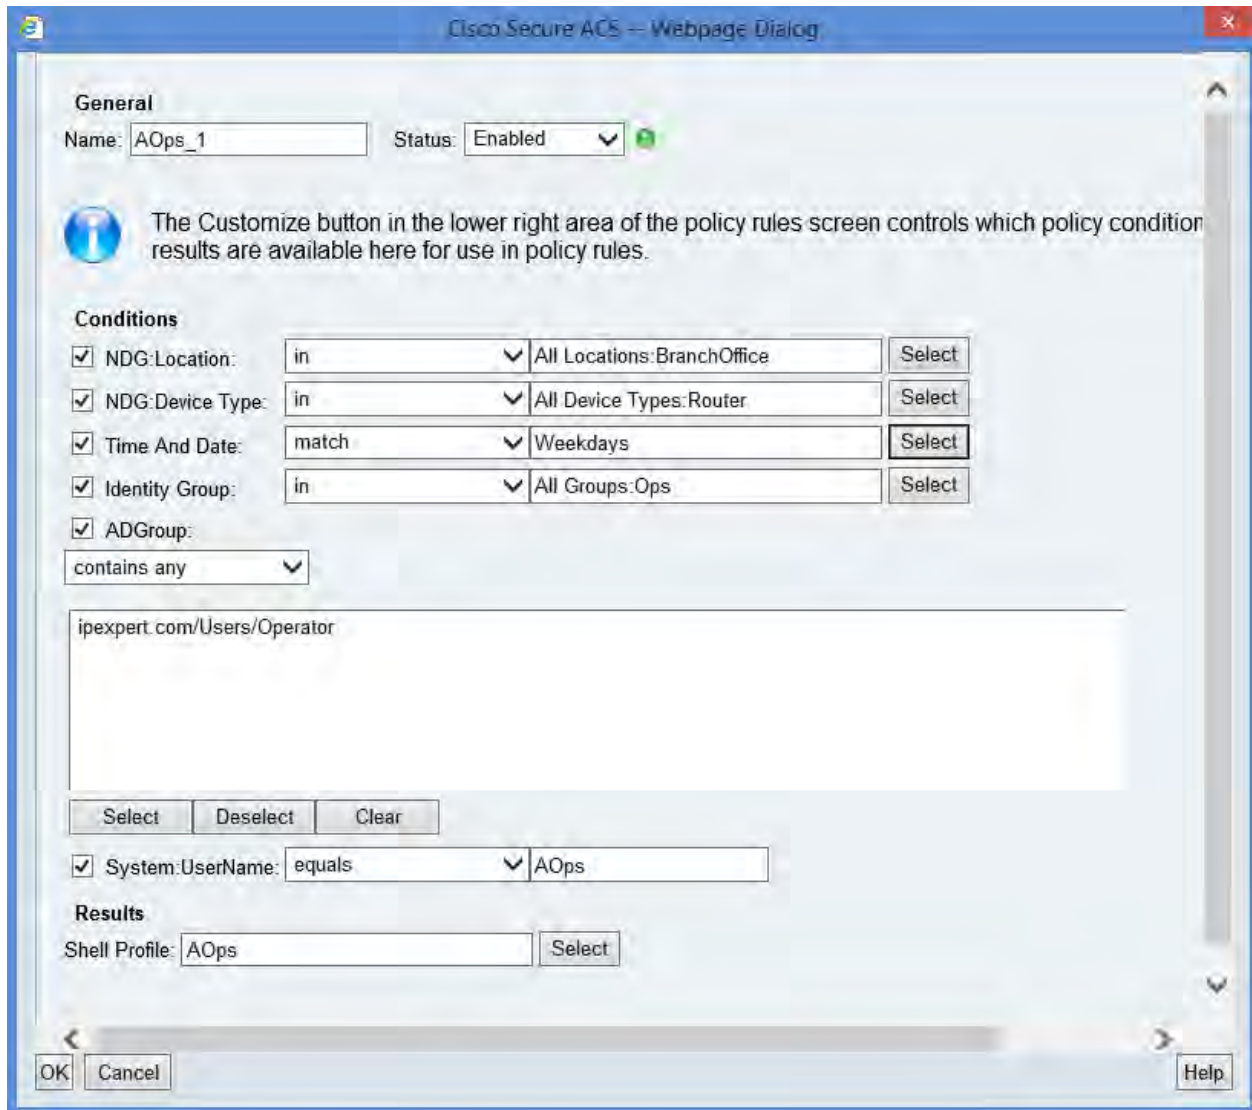 Cisco Secure ACS -- Webpage Dialog
General
Name: AOps_1 Status: Enabled
The Customize button in the lower right area of the policy rules screen controls which policy condition
results are available here for use in policy rules.
Conditions
NDG:Location: in All Locations:BranchOffice Select
NDG:Device Type: in All Device Types:Router Select
Time And Date: match Weekdays Select
Identity Group: in All Groups:Ops Select
ADGroup:
contains any
ipexpert.com/Users/Operator
Select Deselect Clear
System:UserName: equals AOps
Results
Shell Profile: AOps Select
OK Cancel Help